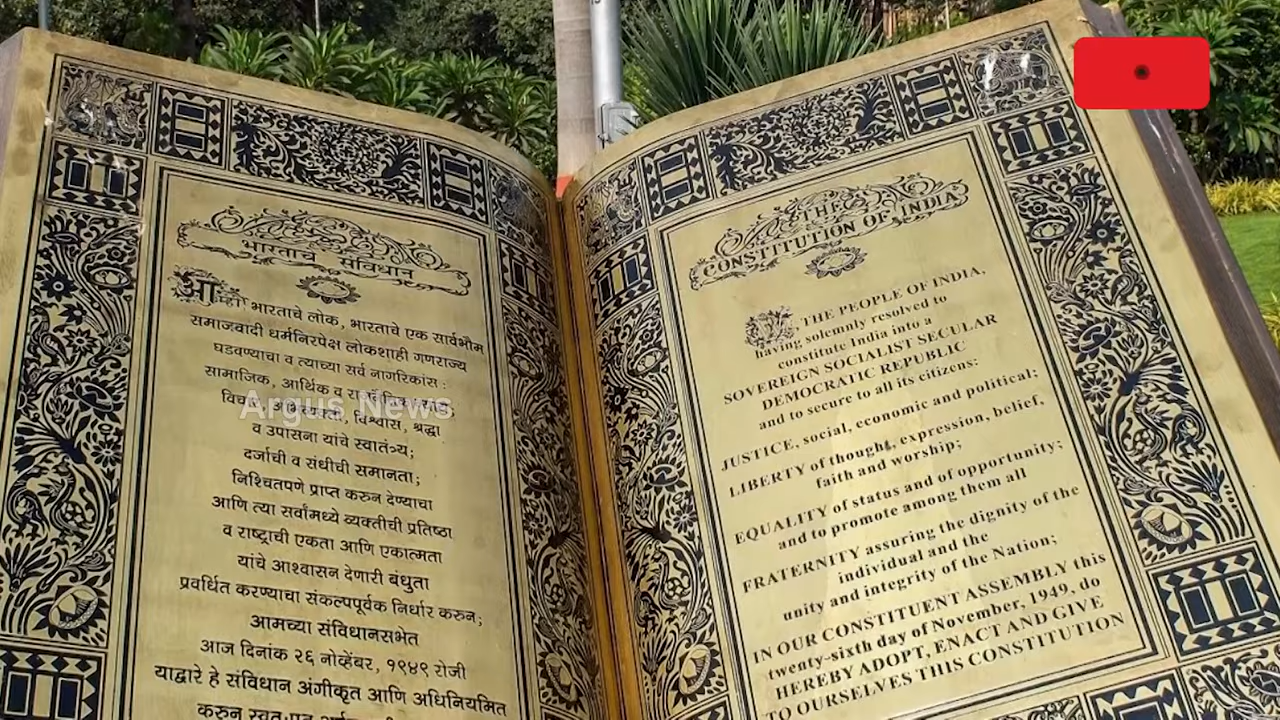 भारताचे संविधान
आम्ही भारताचे लोक, भारताचे एक सार्वभौम
समाजवादी धर्मनिरपेक्ष लोकशाही गणराज्य
घडवण्याचा व त्याच्या सर्व नागरिकांस :
सामाजिक, आर्थिक व
विश्वास, श्रद्धा
व उपासना यांचे स्वातंत्र्य;
दर्जाची व संधीची समानता;
निश्चितपणे प्राप्त करुन देण्याचा
आणि त्या सर्वांमध्ये व्यक्तीची प्रतिष्ठा
व राष्ट्राची एकता आणि एकात्मता
यांचे आश्वासन देणारी बंधुता
प्रवर्धित करण्याचा संकल्पपूर्वक निर्धार करुन;
आमच्या संविधानसभेत
आज दिनांक २६ नोव्हेंबर, १९४९ रोजी
याद्वारे हे संविधान अंगीकृत आणि अधिनियमित
करुन
Argus News
THE
CONSTITUTION OF INDIA
WE, THE PEOPLE OF INDIA,
having solemnly resolved to
constitute India into a
SOVEREIGN SOCIALIST SECULAR
DEMOCRATIC REPUBLIC
and to secure to all its citizens:
JUSTICE, social, economic and political;
LIBERTY of thought, expression, belief,
faith and worship;
EQUALITY of status and of opportunity;
and to promote among them all
FRATERNITY assuring the dignity of the
individual and the
unity and integrity of the Nation;
IN OUR CONSTITUENT ASSEMBLY this
twenty-sixth day of November, 1949, do
HEREBY ADOPT, ENACT AND GIVE
TO OURSELVES THIS CONSTITUTION